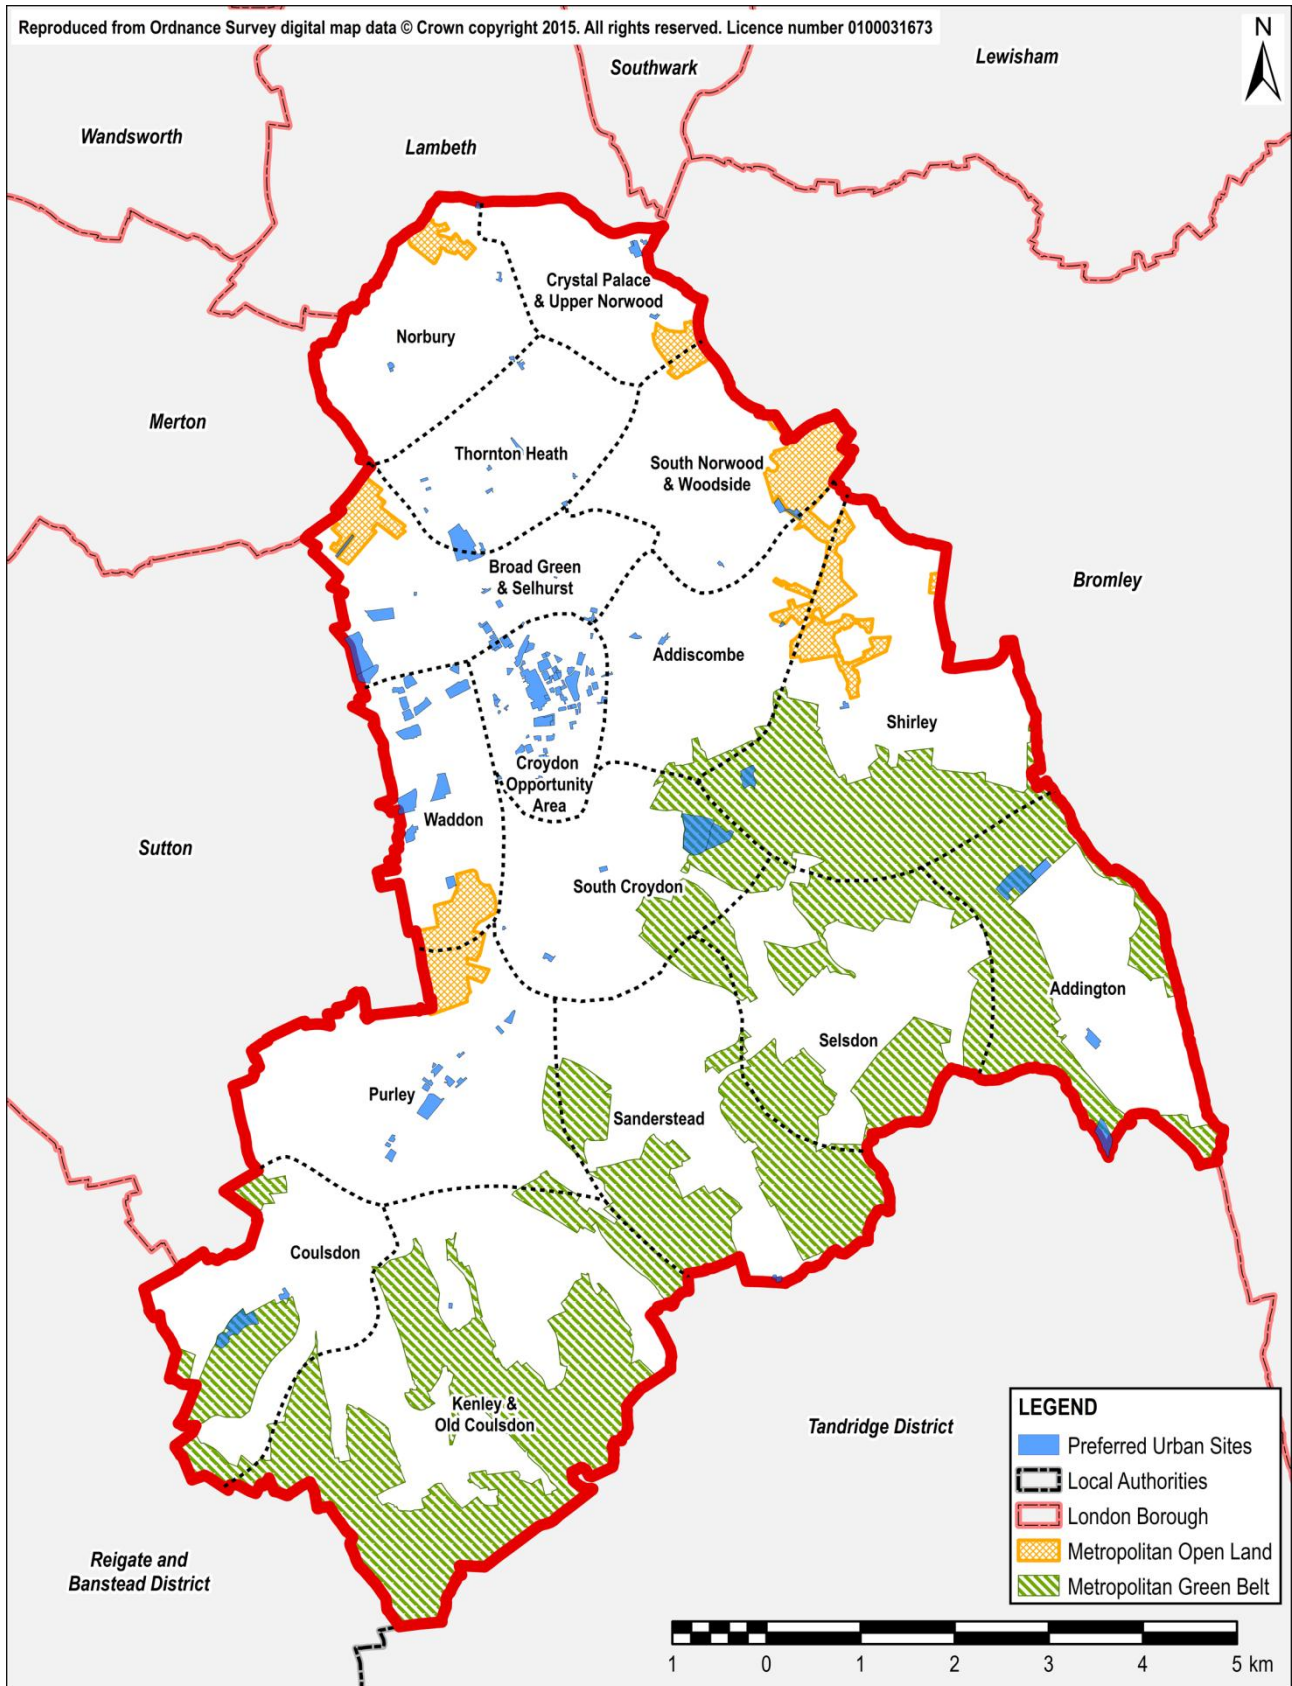 Reproduced from Ordnance Survey digital map data © Crown copyright 2015. All rights reserved. Licence number 0100031673
N
Lewisham
Southwark
Wandsworth
Lambeth
Crystal Palace
& Upper Norwood
Norbury
Merton
Thornton Heath
South Norwood
& Woodside
Broad Green
& Selhurst
Bromley
Addiscombe
Shirley
Croydon
Opportunity
Area
Waddon
Sutton
South Croydon
Addington
Selsdon
Purley
Sanderstead
Coulsdon
Kenley &
Old Coulsdon
Tandridge District
Reigate and
Banstead District
LEGEND
Preferred Urban Sites
Local Authorities
London Borough
Metropolitan Open Land
Metropolitan Green Belt
1 0 1 2 3 4 5 km